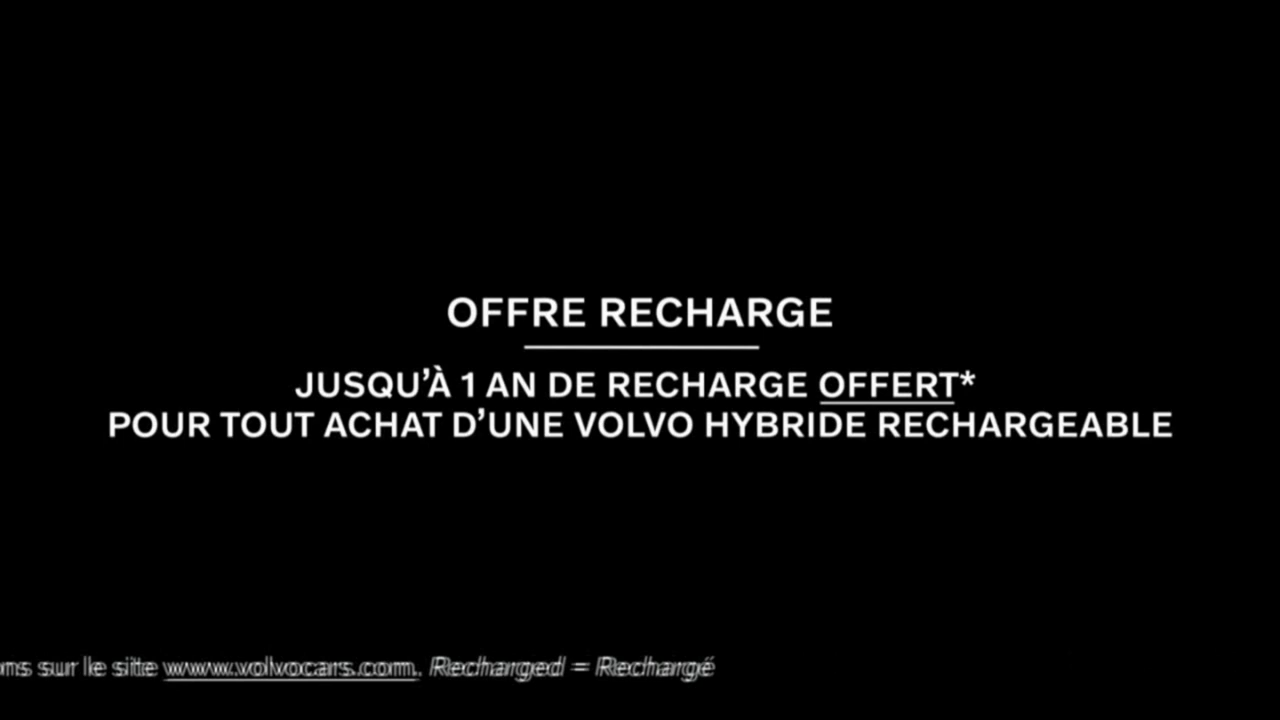 OFFRE RECHARGE
JUSQU’À 1 AN DE RECHARGE OFFERT*
POUR TOUT ACHAT D’UNE VOLVO HYBRIDE RECHARGEABLE
sur le site www.volvocars.com. Recharged = Rechargé